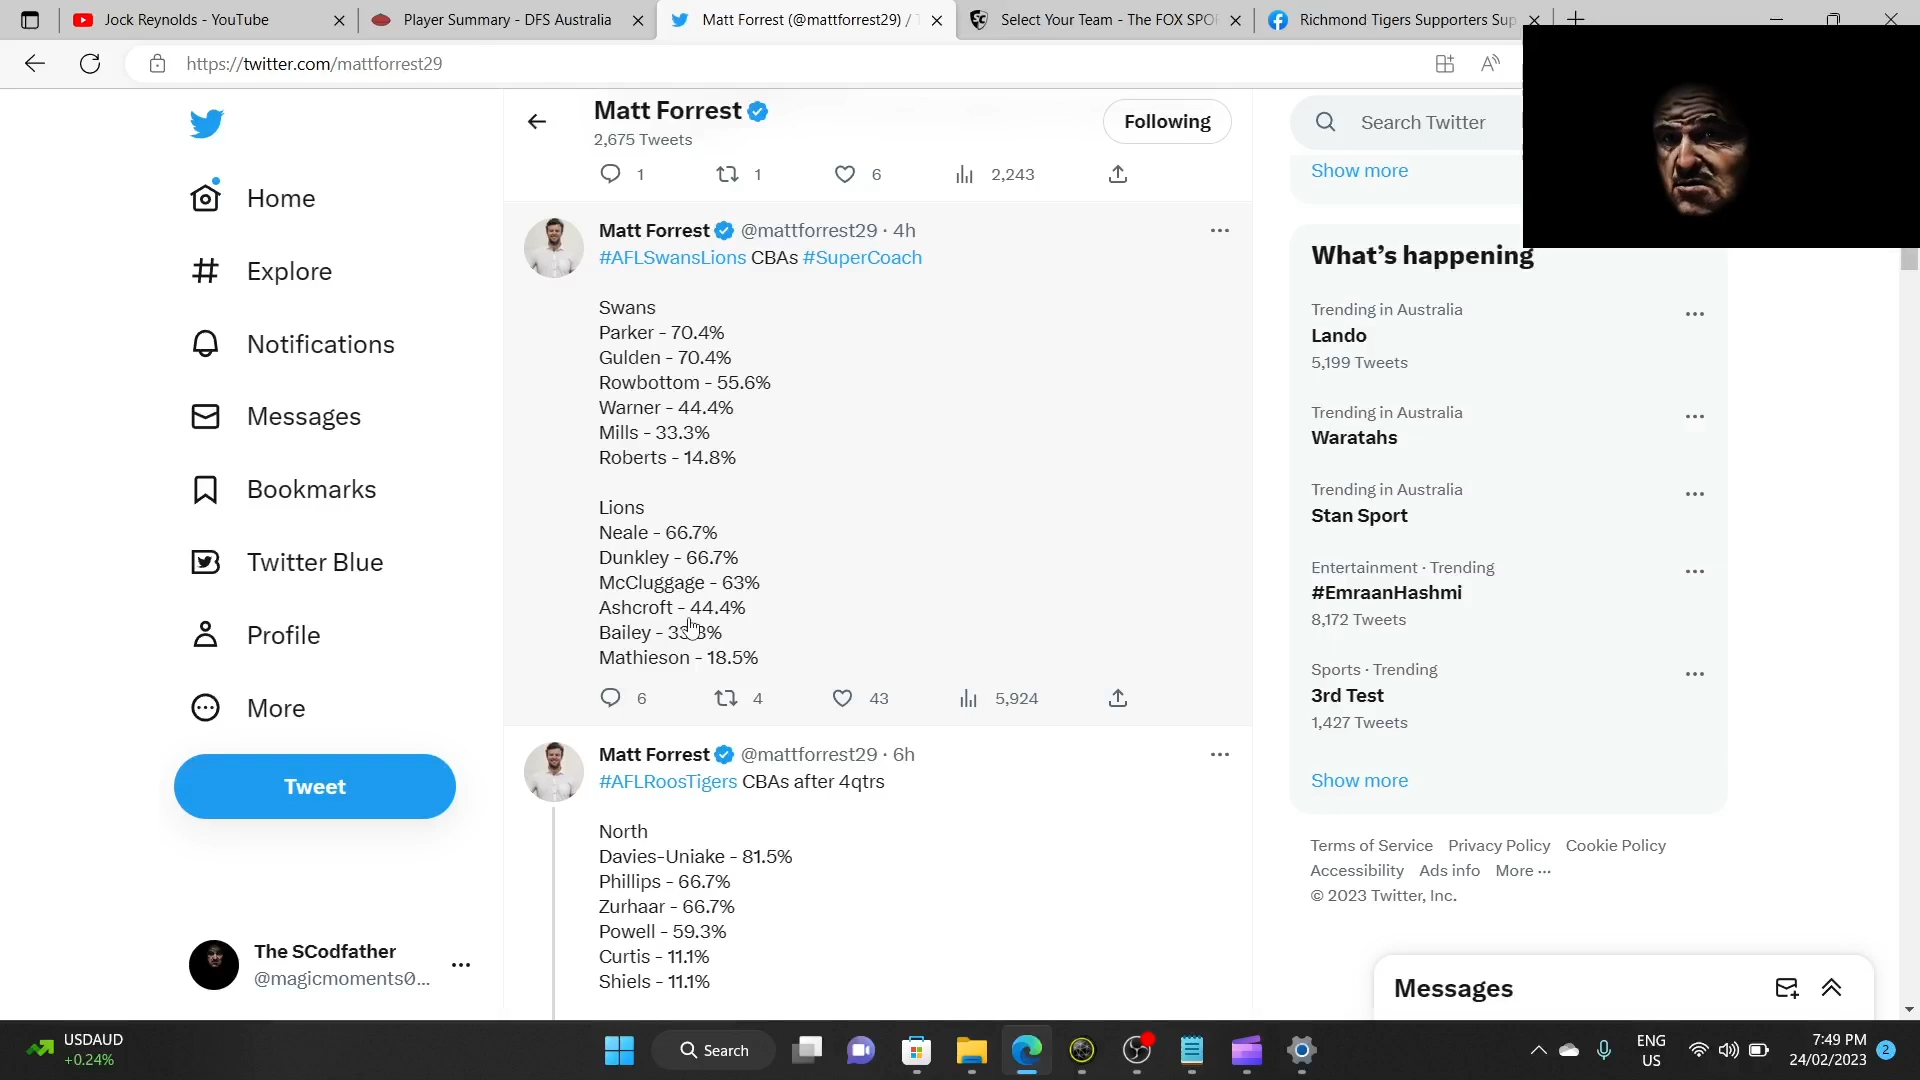 Jock Reynolds - YouTube
Player Summary - DFS Australia
Matt Forrest (@mattforrest29) /
Select Your Team - The FOX SPO
Richmond Tigers Supporters Sup
https://twitter.com/mattforrest29
Matt Forrest
2,675 Tweets
Following
Search Twitter
1
1
6
2,243
Show more
Home
Explore
Notifications
Messages
Bookmarks
Twitter Blue
Profile
More
Tweet
The SCodfather
@magicmoments0...
Matt Forrest @mattforrest29 · 4h
#AFLSwansLions CBAs #SuperCoach
Swans
Parker - 70.4%
Gulden - 70.4%
Rowbottom - 55.6%
Warner - 44.4%
Mills - 33.3%
Roberts - 14.8%
Lions
Neale - 66.7%
Dunkley - 66.7%
McCluggage - 63%
Ashcroft - 44.4%
Bailey - 33.3%
Mathieson - 18.5%
6
4
43
5,924
Matt Forrest @mattforrest29 · 6h
#AFLRoosTigers CBAs after 4qtrs
North
Davies-Uniake - 81.5%
Phillips - 66.7%
Zurhaar - 66.7%
Powell - 59.3%
Curtis - 11.1%
Shiels - 11.1%
What's happening
Trending in Australia
Lando
5,199 Tweets
Trending in Australia
Waratahs
Trending in Australia
Stan Sport
Entertainment · Trending
#EmraanHashmi
8,172 Tweets
Sports · Trending
3rd Test
1,427 Tweets
Show more
Terms of Service Privacy Policy Cookie Policy
Accessibility Ads info More ···
© 2023 Twitter, Inc.
Messages
USDAUD
+0.24%
Search
ENG
US
7:49 PM
24/02/2023
2